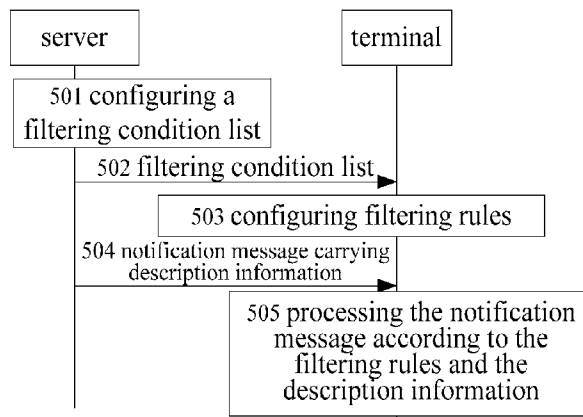 server
terminal
501 configuring a
filtering condition list
502 filtering condition list
503 configuring filtering rules
504 notification message carrying
description information
505 processing the notification
message according to the
filtering rules and the
description information